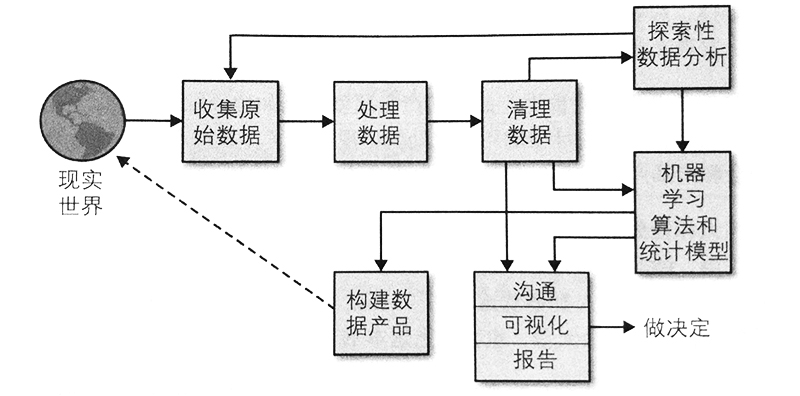 探索性
数据分析
收集原
始数据
处理
数据
清理
数据
现实
世界
机器
学习
算法和
统计模型
构建数
据产品
沟通
可视化
报告
做决定